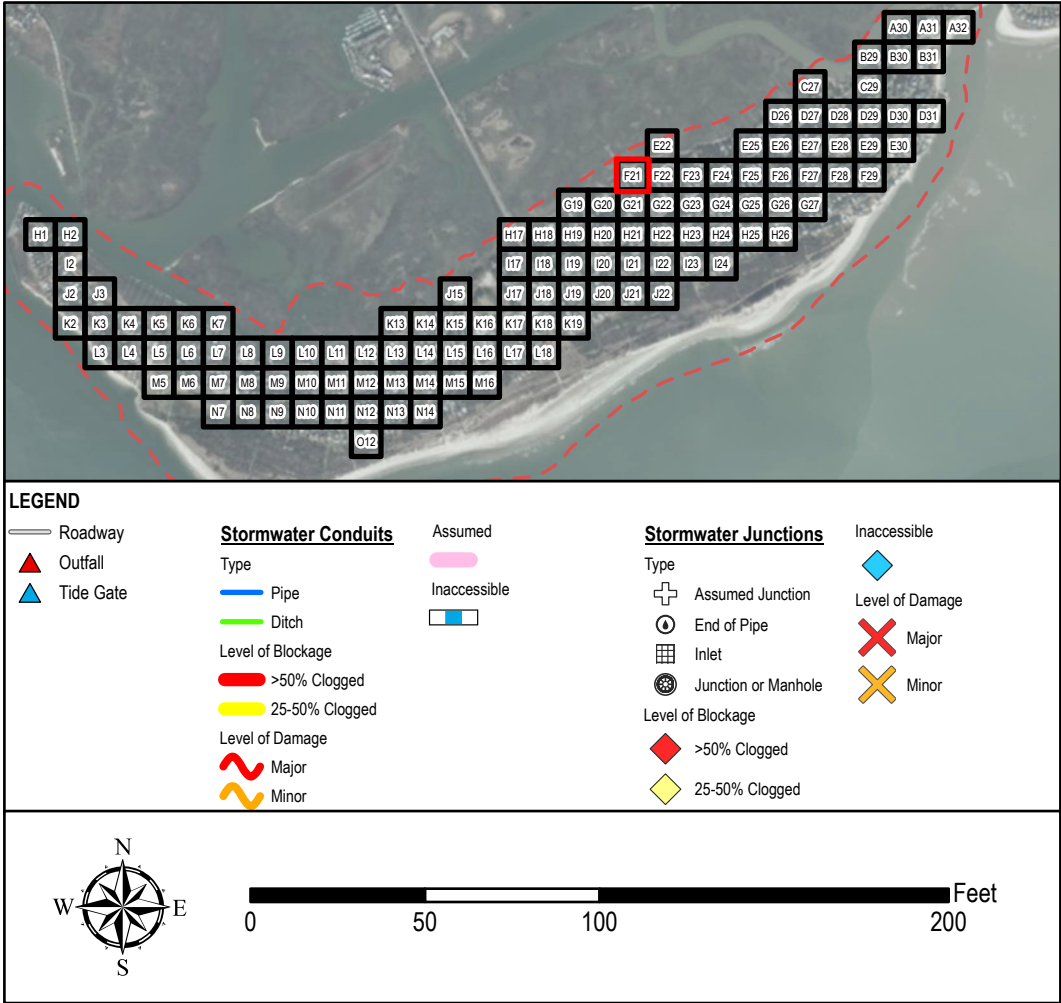 A30 A31 A32
B29 B30 B31
C27 C29
D26 D27 D28 D29 D30 D31
E22 E25 E26 E27 E28 E29 E30
F21 F22 F23 F24 F25 F26 F27 F28 F29
G19 G20 G21 G22 G23 G24 G25 G26 G27
H1 H2 H17 H18 H19 H20 H21 H22 H23 H24 H25 H26
I2 I17 I18 I19 I20 I21 I22 I23 I24
J2 J3 J15 J17 J18 J19 J20 J21 J22
K2 K3 K4 K5 K6 K7 K13 K14 K15 K16 K17 K18 K19
L3 L4 L5 L6 L7 L8 L9 L10 L11 L12 L13 L14 L15 L16 L17 L18
M5 M6 M7 M8 M9 M10 M11 M12 M13 M14 M15 M16
N7 N8 N9 N10 N11 N12 N13 N14
O12
LEGEND
Roadway
Outfall
Tide Gate
Stormwater Conduits
Type
Pipe
Ditch
Level of Blockage
>50% Clogged
25-50% Clogged
Level of Damage
Major
Minor
Assumed
Inaccessible
Stormwater Junctions
Type
Assumed Junction
End of Pipe
Inlet
Junction or Manhole
Level of Blockage
>50% Clogged
25-50% Clogged
Inaccessible
Level of Damage
Major
Minor
N
W E
S
Feet
0 50 100 200